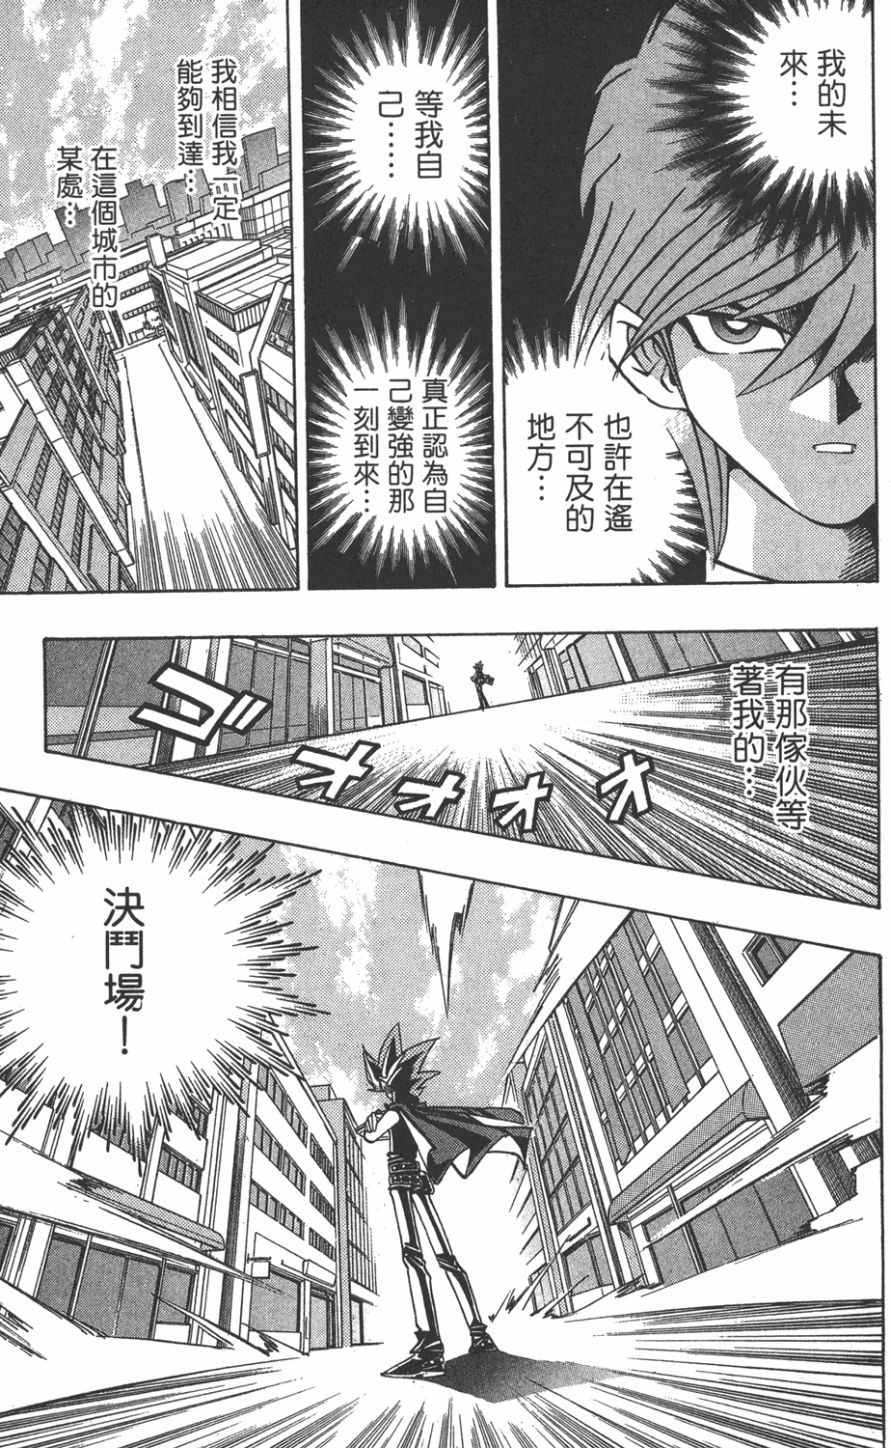 我的未
來…
也許在遙
不可及的
地方…
等我自
己……
真正認為自
己變強的那
一刻到來…
我相信我一定
能夠到達…
在這個城市的
某處…
有那傢伙等
著我的…
ゴオオオオ
決鬥場！